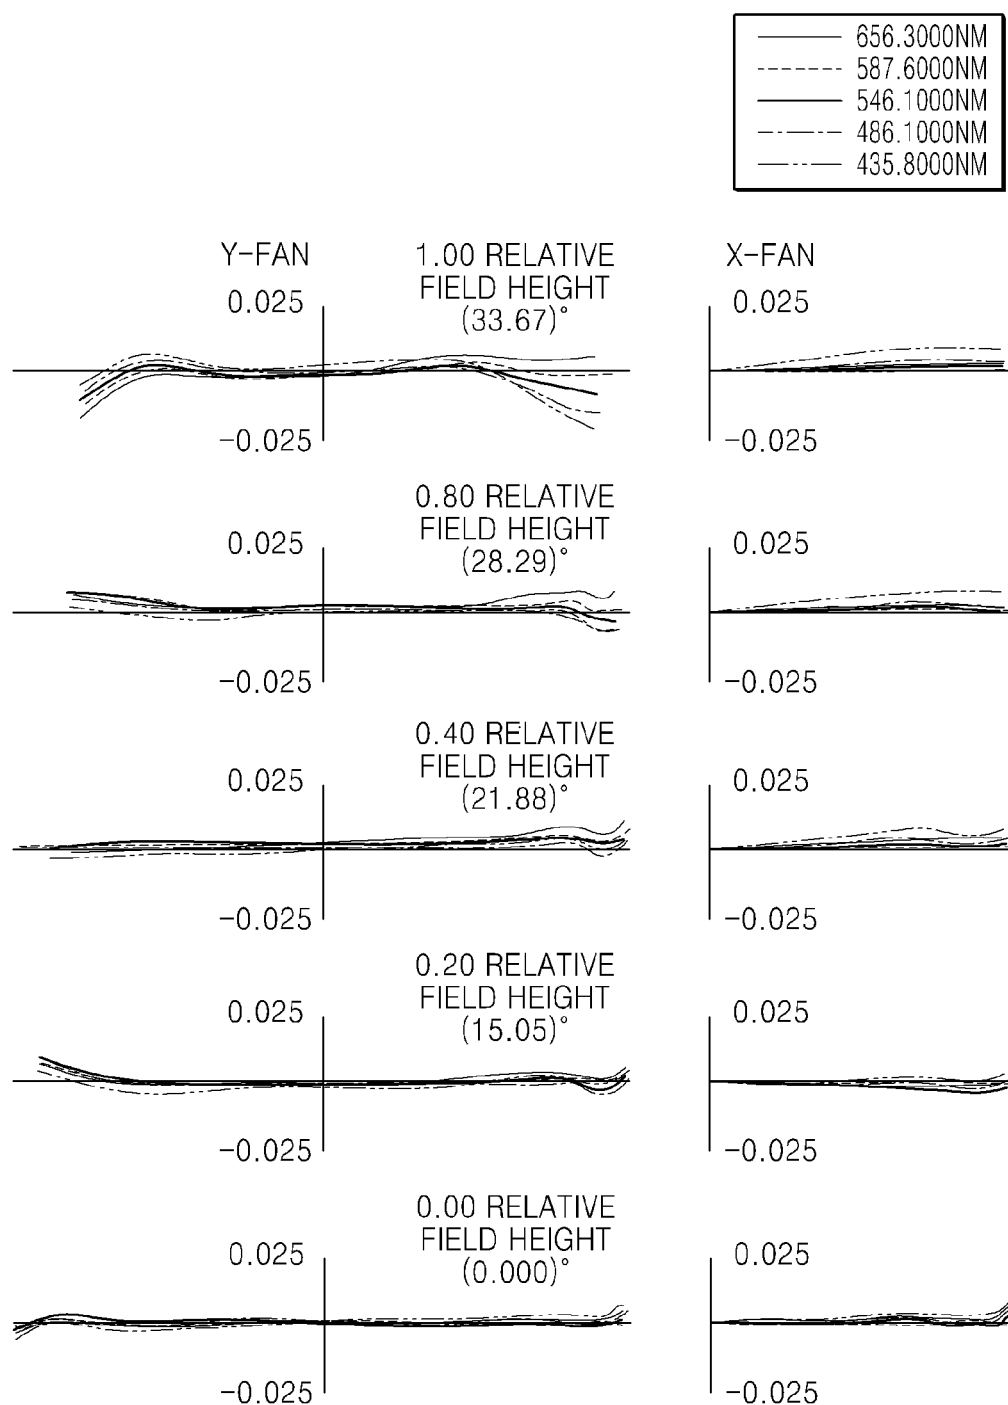 656.3000NM
587.6000NM
546.1000NM
486.1000NM
435.8000NM
Y-FAN
1.00 RELATIVE
FIELD HEIGHT
(33.67)°
X-FAN
0.025
0.025
-0.025
-0.025
0.80 RELATIVE
FIELD HEIGHT
(28.29)°
0.025
0.025
-0.025
-0.025
0.40 RELATIVE
FIELD HEIGHT
(21.88)°
0.025
0.025
-0.025
-0.025
0.20 RELATIVE
FIELD HEIGHT
(15.05)°
0.025
0.025
-0.025
-0.025
0.00 RELATIVE
FIELD HEIGHT
(0.000)°
0.025
0.025
-0.025
-0.025